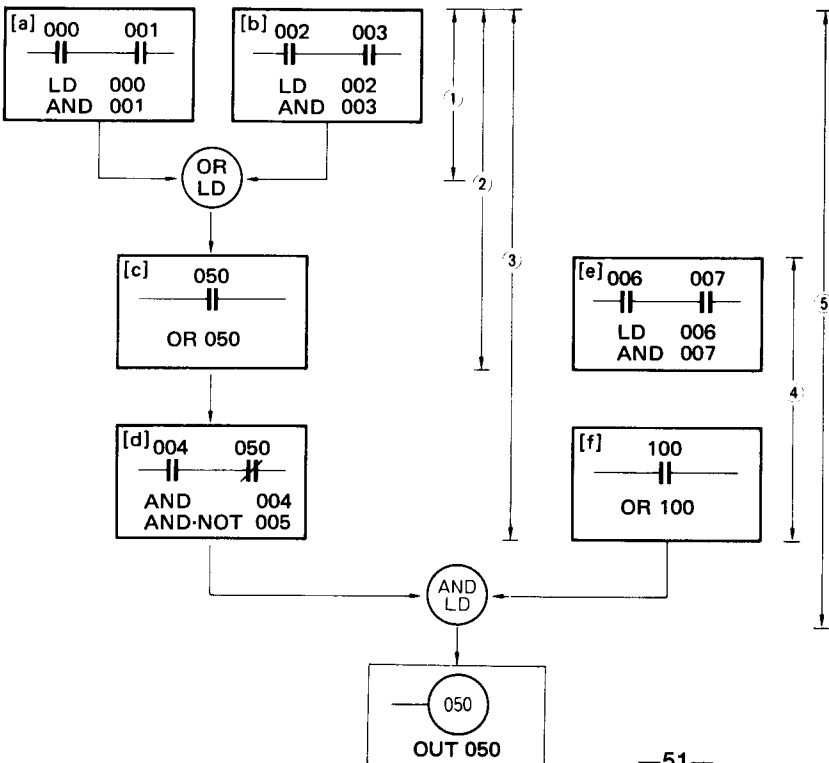 [a] 000 001
LD 000
AND 001
[b] 002 003
LD 002
AND 003
①
OR
LD
②
③
[c] 050
OR 050
[e] 006 007
LD 006
AND 007
④
⑤
[d] 004 050
AND 004
AND·NOT 005
[f] 100
OR 100
AND
LD
050
OUT 050
—51—